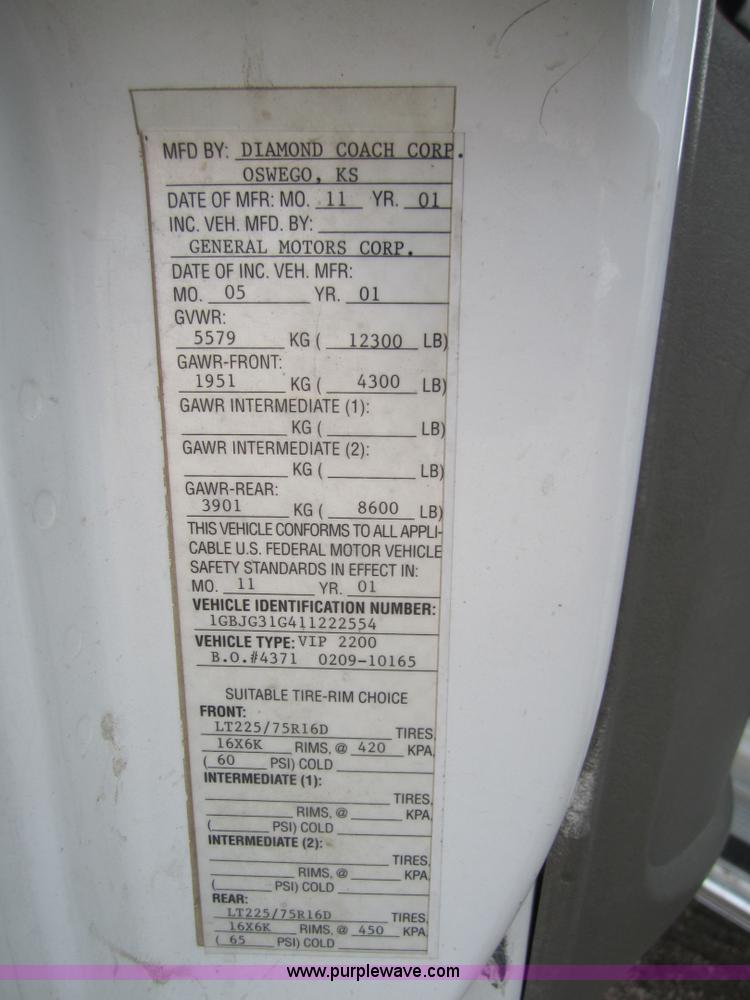 MFD BY: DIAMOND COACH CORP.
OSWEGO, KS
DATE OF MFR: MO. 11 YR. 01
INC. VEH. MFD. BY:
GENERAL MOTORS CORP.
DATE OF INC. VEH. MFR:
MO. 05 YR. 01
GVWR:
5579 KG ( 12300 LB)
GAWR-FRONT:
1951 KG ( 4300 LB)
GAWR INTERMEDIATE (1):
KG ( LB)
GAWR INTERMEDIATE (2):
KG ( LB)
GAWR-REAR:
3901 KG ( 8600 LB)
THIS VEHICLE CONFORMS TO ALL APPLI-
CABLE U.S. FEDERAL MOTOR VEHICLE
SAFETY STANDARDS IN EFFECT IN:
MO. 11 YR. 01
VEHICLE IDENTIFICATION NUMBER:
1GBJG31G411222554
VEHICLE TYPE: VIP 2200
B.O.#4371 0209-10165
SUITABLE TIRE-RIM CHOICE
FRONT:
LT225/75R16D TIRES,
16X6K RIMS, @ 420 KPA,
( 60 PSI) COLD
INTERMEDIATE (1):
TIRES,
RIMS, @ KPA,
( PSI) COLD
INTERMEDIATE (2):
TIRES,
RIMS, @ KPA,
( PSI) COLD
REAR:
LT225/75R16D TIRES,
16X6K RIMS, @ 450 KPA,
( 65 PSI) COLD
www.purplewave.com